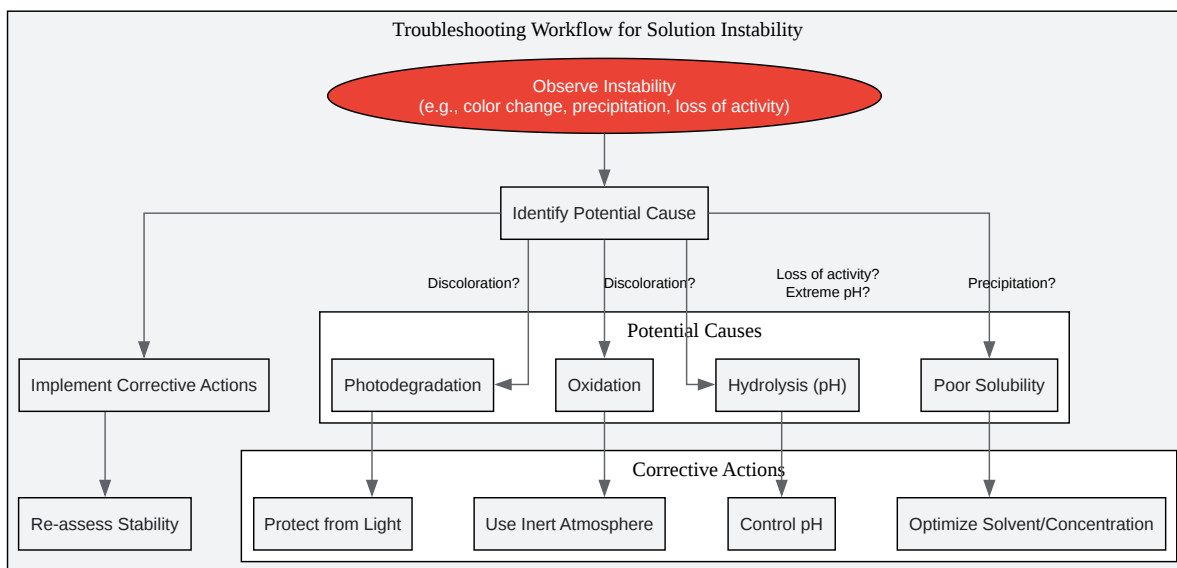 Troubleshooting Workflow for Solution Instability
Observe Instability
(e.g., color change, precipitation, loss of activity)
Identify Potential Cause
Discoloration?
Discoloration?
Loss of activity?
Extreme pH?
Precipitation?
Potential Causes
Implement Corrective Actions
Photodegradation
Oxidation
Hydrolysis (pH)
Poor Solubility
Corrective Actions
Re-assess Stability
Protect from Light
Use Inert Atmosphere
Control pH
Optimize Solvent/Concentration